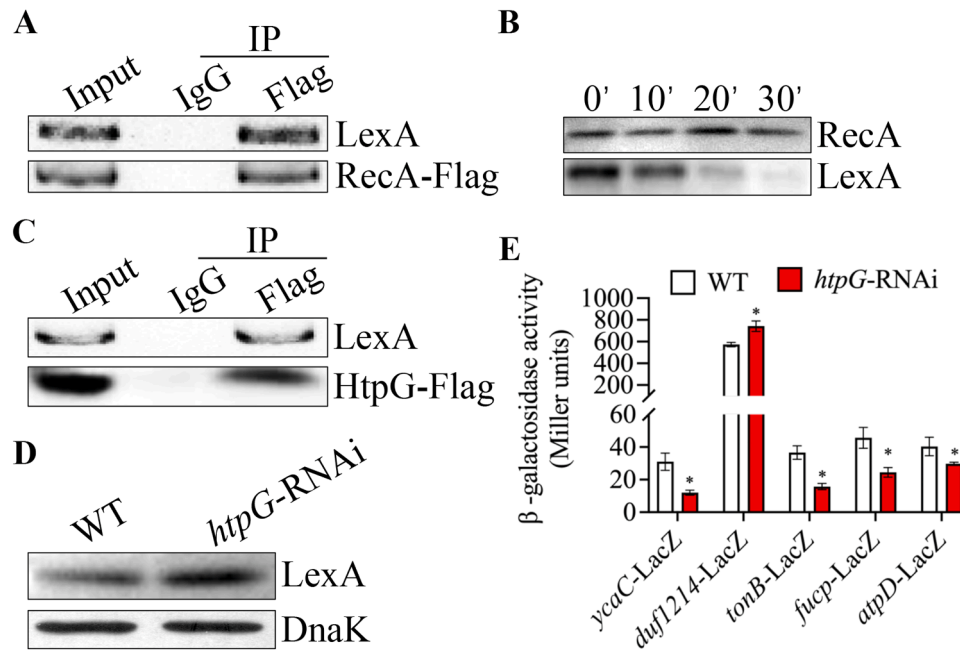 A
IP
Input IgG Flag
LexA
RecA-Flag
B
0' 10' 20' 30'
RecA
LexA
C
IP
Input IgG Flag
LexA
HtpG-Flag
D
WT htpG-RNAi
LexA
DnaK
E
WT htpG-RNAi
β-galactosidase activity
(Miller units)
1000
800
600
400
200
60
40
20
0
* * * * *
ycaC-LacZ
duf1214-LacZ
tonB-LacZ
fucp-LacZ
atpD-LacZ